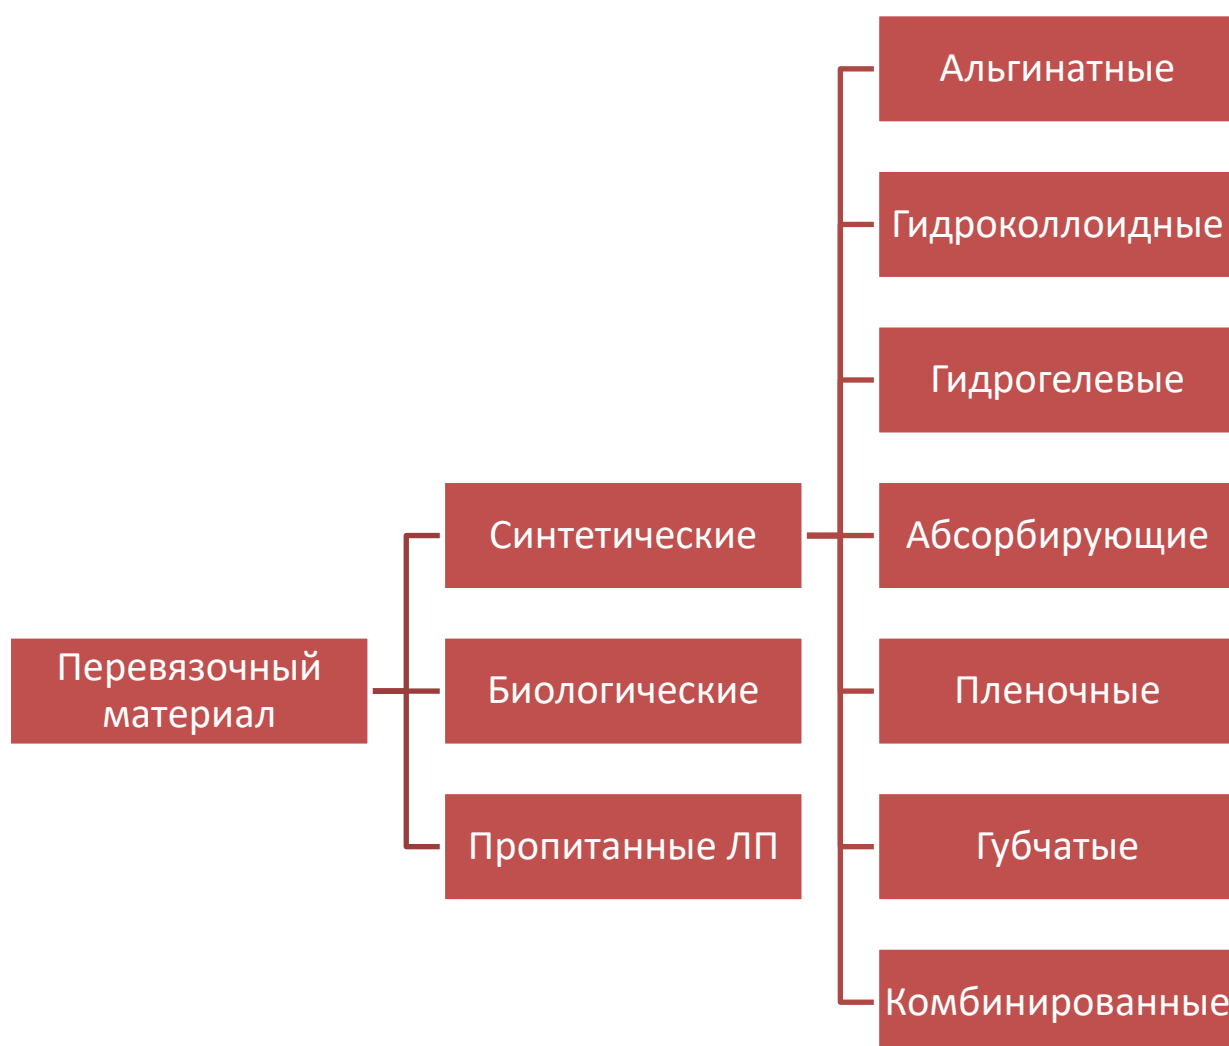 Перевязочный
материал
Синтетические
Биологические
Пропитанные ЛП
Альгинатные
Гидроколлоидные
Гидрогелевые
Абсорбирующие
Пленочные
Губчатые
Комбинированные